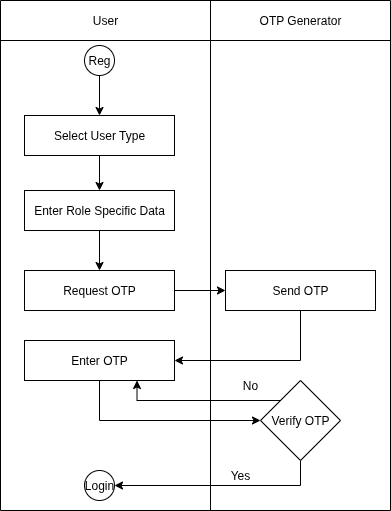 User
OTP Generator
Reg
Select User Type
Enter Role Specific Data
Request OTP
Send OTP
Enter OTP
No
Verify OTP
Yes
Login